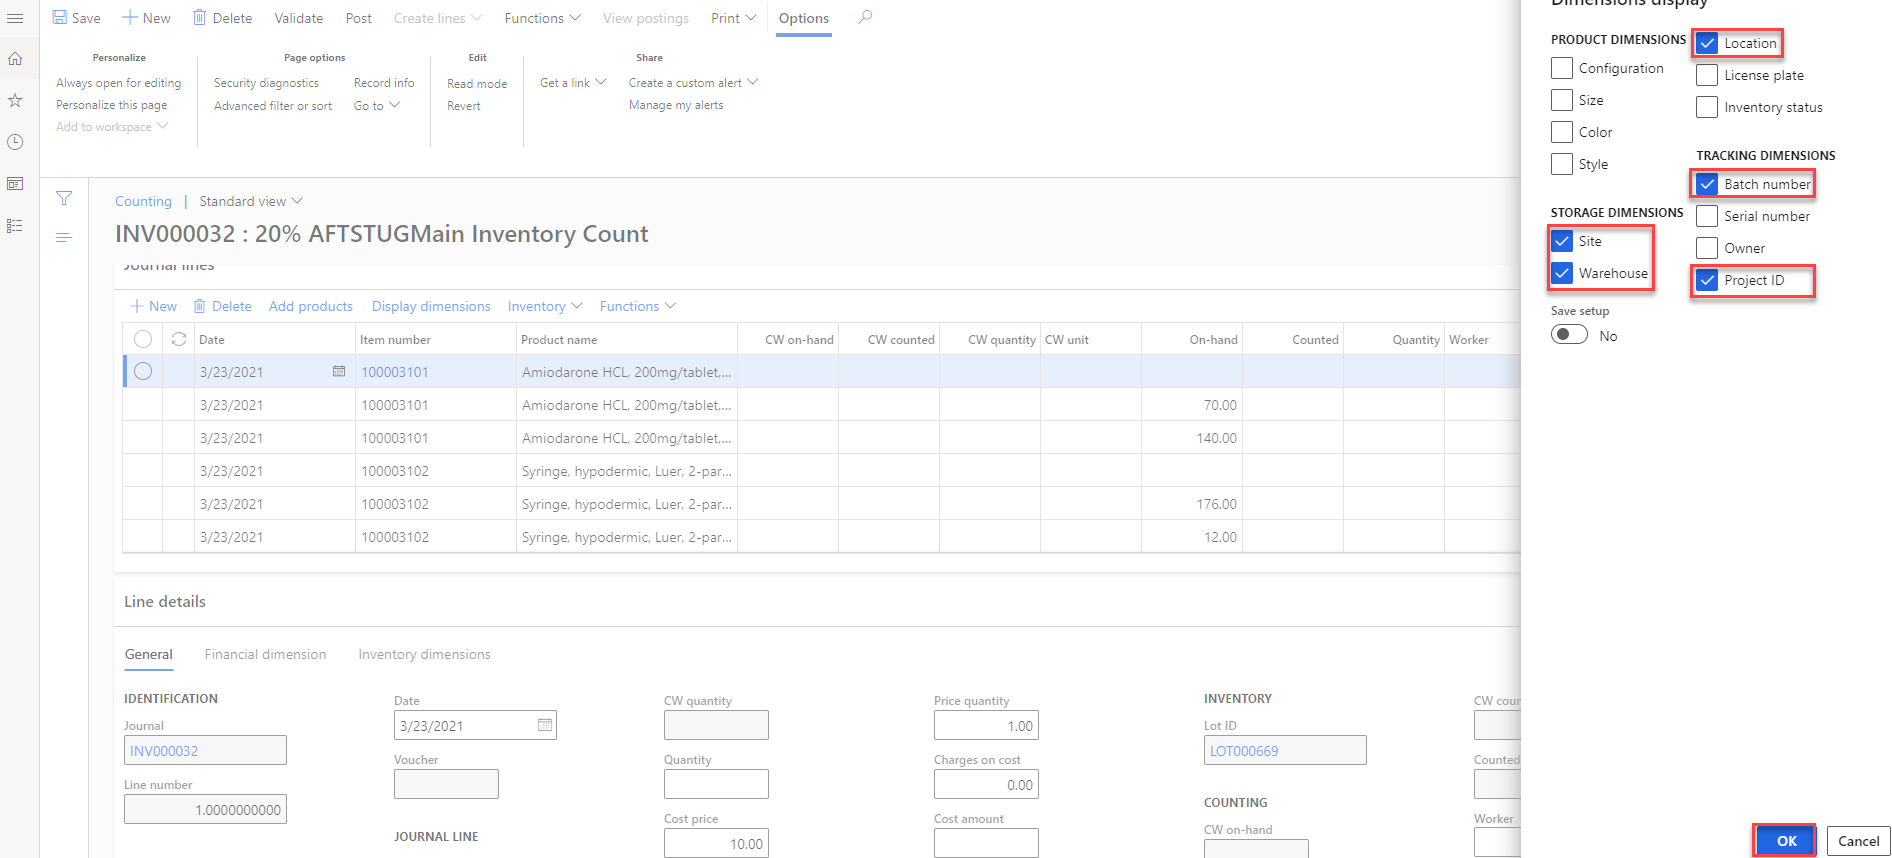 Save New Delete Validate Post Create lines Functions View postings Print Options
Personalize
Always open for editing
Personalize this page
Add to workspace
Page options
Security diagnostics Record info
Advanced filter or sort Go to
Edit
Read mode
Revert
Share
Get a link Create a custom alert
Manage my alerts
Counting | Standard view
INV000032 : 20% AFTSTUGMain Inventory Count
Journal lines
New Delete Add products Display dimensions Inventory Functions
Date Item number Product name CW on-hand CW counted CW quantity CW unit On-hand Counted Quantity Worker
3/23/2021 100003101 Amiodarone HCL, 200mg/tablet,...
3/23/2021 100003101 Amiodarone HCL, 200mg/tablet,... 70.00
3/23/2021 100003101 Amiodarone HCL, 200mg/tablet,... 140.00
3/23/2021 100003102 Syringe, hypodermic, Luer, 2-par...
3/23/2021 100003102 Syringe, hypodermic, Luer, 2-par... 176.00
3/23/2021 100003102 Syringe, hypodermic, Luer, 2-par... 12.00
Line details
General Financial dimension Inventory dimensions
IDENTIFICATION
Journal
INV000032
Line number
1.0000000000
Date
3/23/2021
Voucher
JOURNAL LINE
CW quantity
Quantity
Cost price
10.00
Price quantity
1.00
Charges on cost
0.00
Cost amount
INVENTORY
Lot ID
LOT000669
COUNTING
CW on-hand
CW cour
Counted
Worker
Dimensions display
PRODUCT DIMENSIONS
Configuration
Size
Color
Style
STORAGE DIMENSIONS
Site
Warehouse
Save setup
No
Location
License plate
Inventory status
TRACKING DIMENSIONS
Batch number
Serial number
Owner
Project ID
OK Cancel